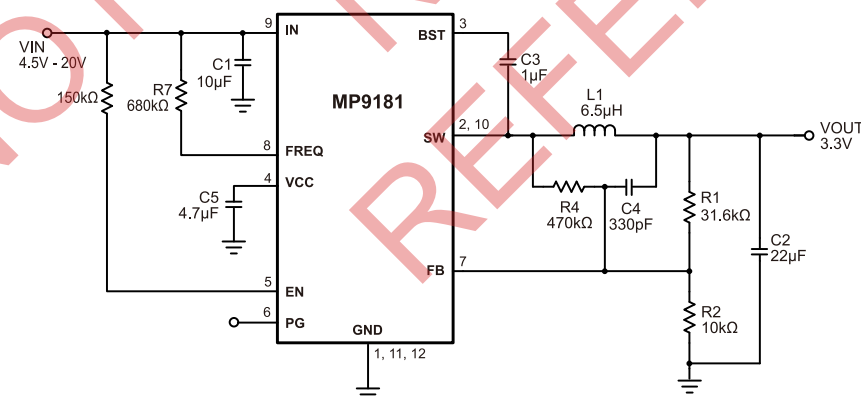 NOT
REFER
9
IN
BST
3
VIN
4.5V - 20V
C1
10µF
C3
1µF
150kΩ
R7
680kΩ
MP9181
L1
6.5µH
SW
2, 10
VOUT
3.3V
8
FREQ
4
VCC
C5
4.7µF
R4
470kΩ
C4
330pF
R1
31.6kΩ
C2
22µF
FB
7
5
EN
6
PG
R2
10kΩ
GND
1, 11, 12